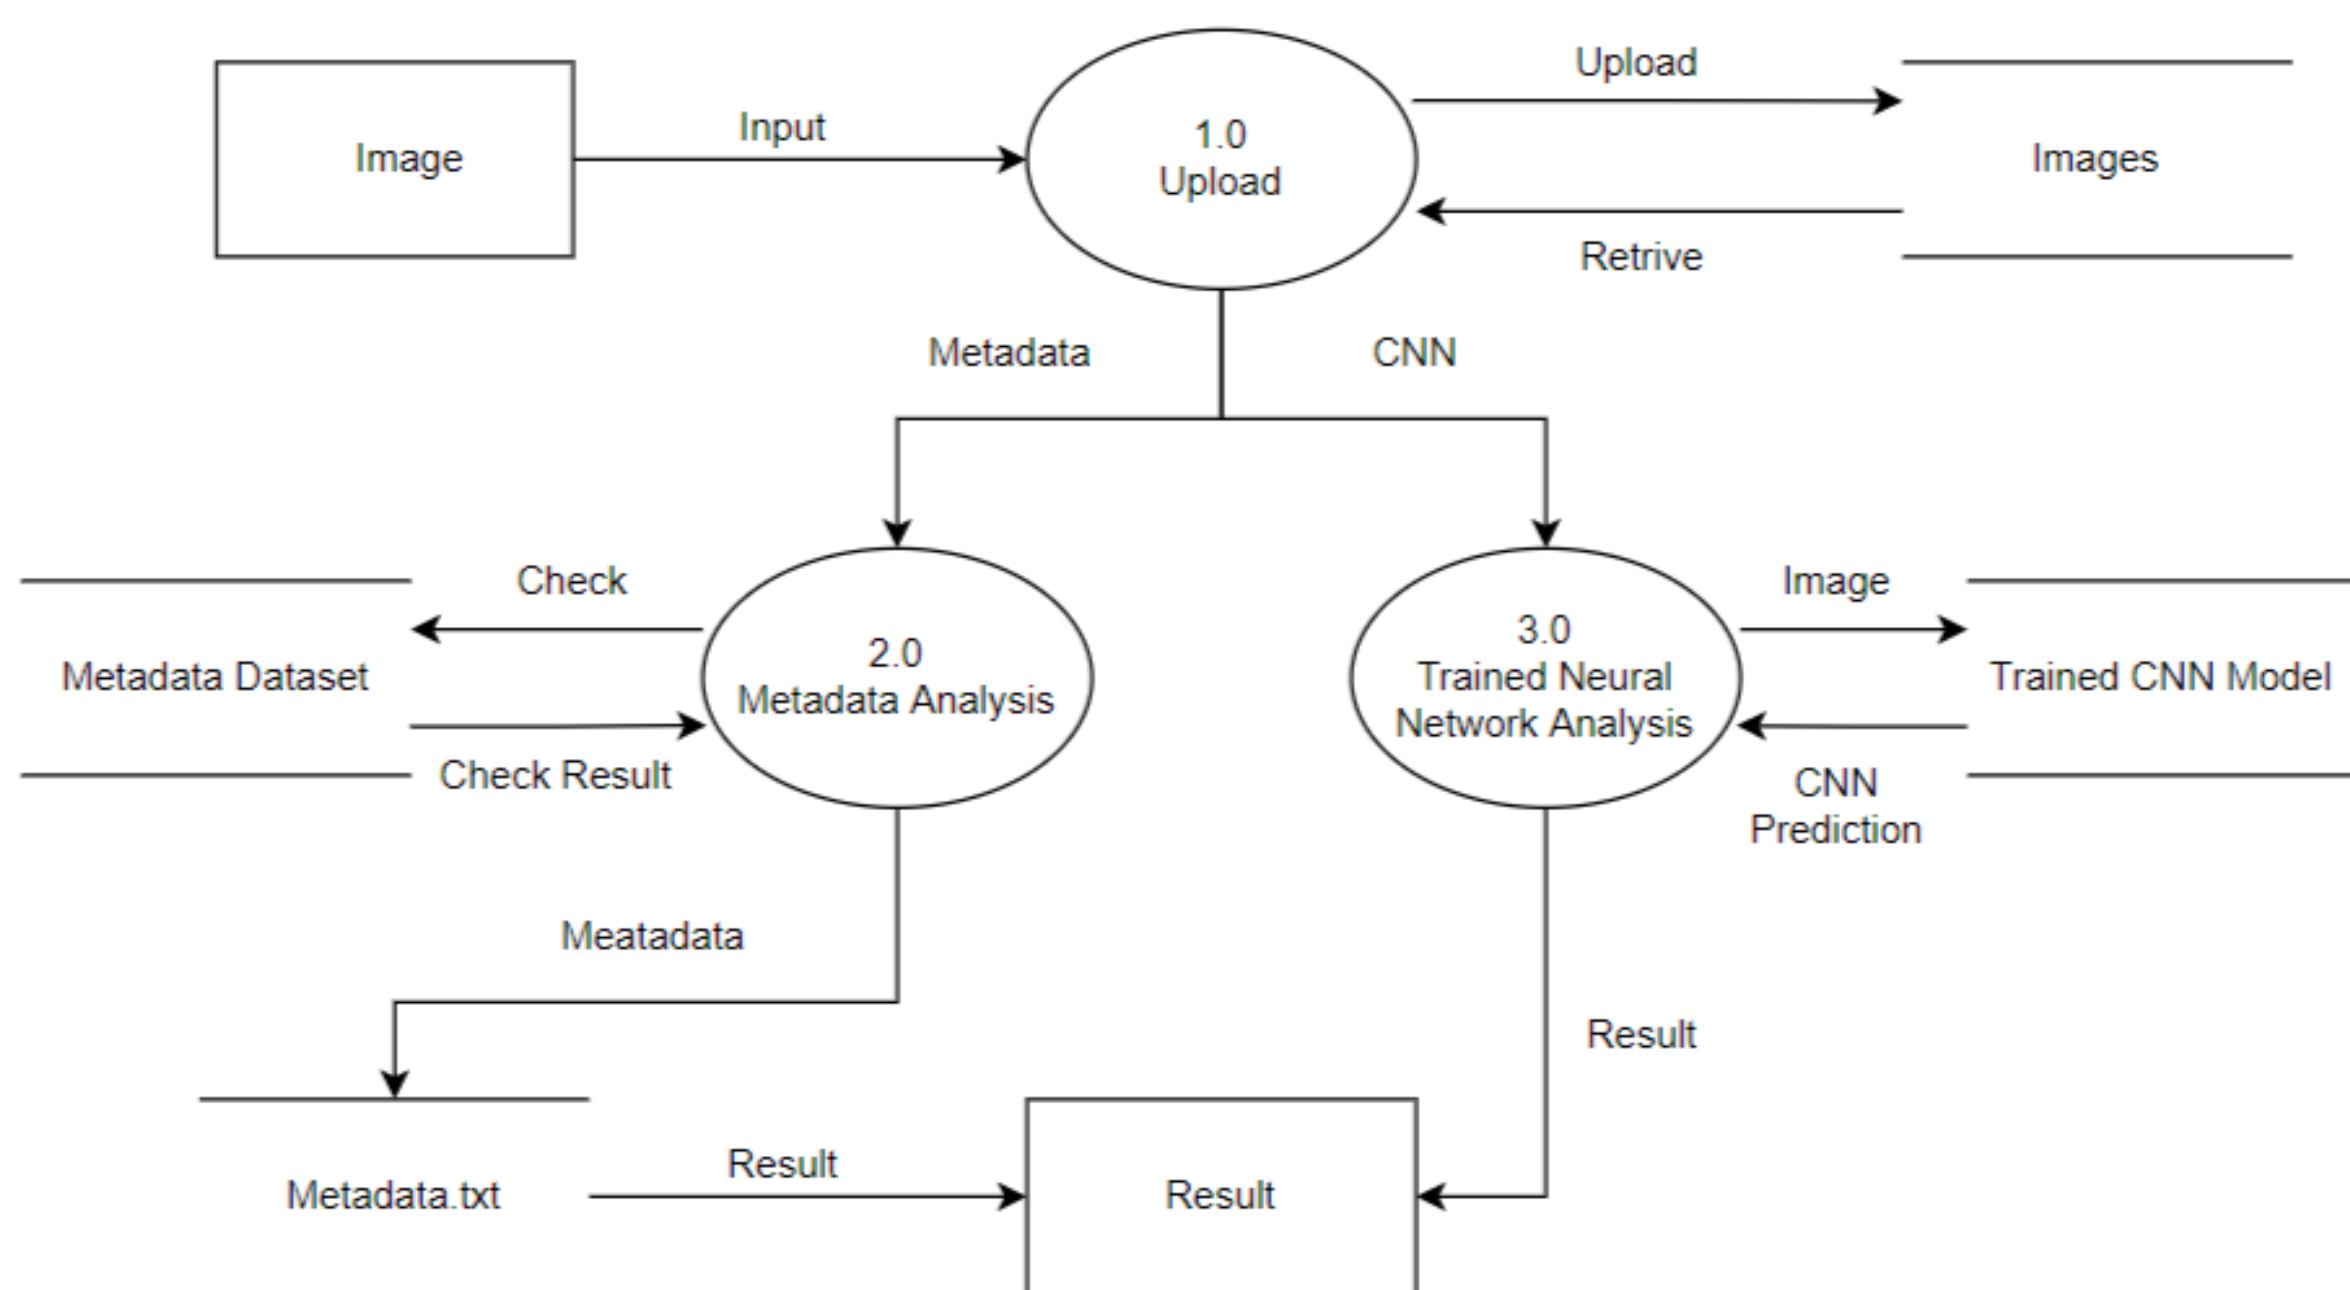 Upload
Input
1.0
Upload
Image
Images
Retrive
Metadata
CNN
Check
Image
2.0
Metadata Analysis
3.0
Trained Neural
Network Analysis
Metadata Dataset
Trained CNN Model
Check Result
CNN
Prediction
Meatadata
Result
Result
Metadata.txt
Result